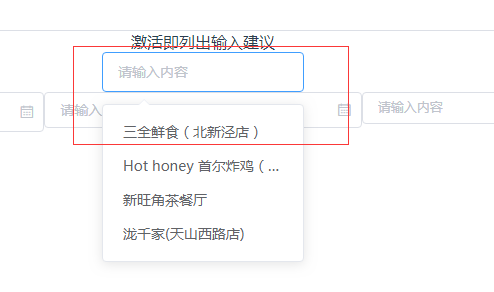 激活即列出输入建议
请输入内容
请输入
请输入内容
三全鲜食（北新泾店）
Hot honey 首尔炸鸡（...
新旺角茶餐厅
泷千家(天山西路店)